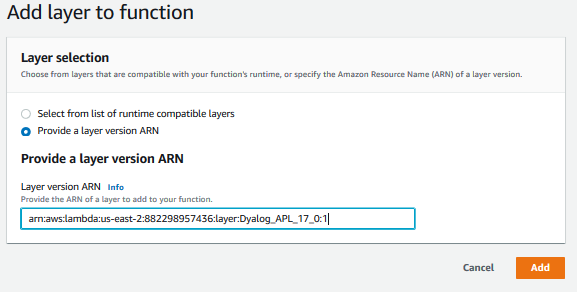 Add layer to function
Layer selection
Choose from layers that are compatible with your function's runtime, or specify the Amazon Resource Name (ARN) of a layer version.
Select from list of runtime compatible layers
Provide a layer version ARN
Provide a layer version ARN
Layer version ARN Info
Provide the ARN of a layer to add to your function.
arn:aws:lambda:us-east-2:882298957436:layer:Dyalog_APL_17_0:1
Cancel Add